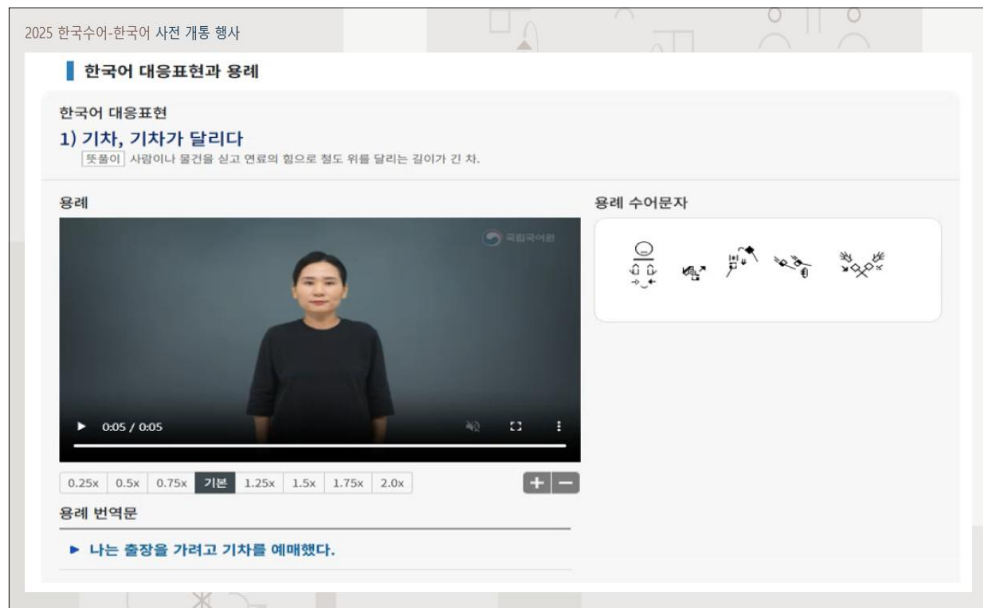 2025 한국수어-한국어 사전 개통 행사
한국어 대응표현과 용례
한국어 대응표현
1) 기차, 기차가 달리다
뜻풀이 사람이나 물건을 싣고 연료의 힘으로 철도 위를 달리는 길이가 긴 차.
용례
용례 수어문자
국립국어원
0:05 / 0:05
0.25x 0.5x 0.75x 기본 1.25x 1.5x 1.75x 2.0x
용례 번역문
나는 출장을 가려고 기차를 예매했다.